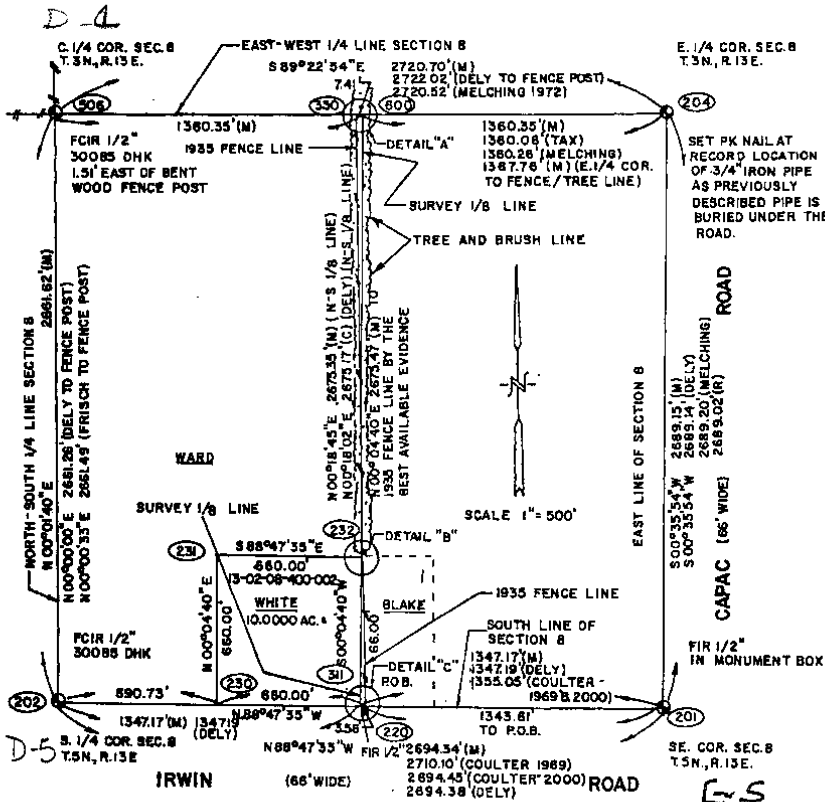 D-4
C. 1/4 COR. SEC. 8
T. 3N., R. 13E.
EAST-WEST 1/4 LINE SECTION 8
S 89°22'54" E
2720.70' (M)
2722.02' (DELY TO FENCE POST)
2720.52' (MELCHING 1972)
E. 1/4 COR. SEC. 8
T. 3N., R. 13E.
7.41
506
330
600
204
1360.35' (M)
1360.35' (M)
1360.08' (TAX)
1360.26' (MELCHING)
1367.76' (M) (E. 1/4 COR.
TO FENCE/TREE LINE)
FCIR 1/2"
30085 DHK
1.51' EAST OF BENT
WOOD FENCE POST
1935 FENCE LINE
DETAIL "A"
SURVEY 1/8 LINE
TREE AND BRUSH LINE
SET PK NAIL AT
RECORD LOCATION
OF 3/4" IRON PIPE
AS PREVIOUSLY
DESCRIBED PIPE IS
BURIED UNDER THE
ROAD.
NORTH-SOUTH 1/4 LINE SECTION 8
N 00°01'40" E 2661.62' (M)
N 00°00'00" E 2661.26' (DELY TO FENCE POST)
N 00°00'33" E 2661.49' (FRISCH TO FENCE POST)
N 00°18'45" E 2675.35' (M) (N-S 1/8 LINE)
N 00°18'02" E 2675.17' (C) (DELY) (N-S 1/8 LINE)
N 00°04'40" E 2675.47' (M) TO
1935 FENCE LINE BY THE
BEST AVAILABLE EVIDENCE
N
SCALE 1" = 500'
EAST LINE OF SECTION 8
S 00°35'54" W 2689.15' (M)
S 00°35'54" W 2689.14' (DELY)
2689.20' (MELCHING)
2689.02' (R)
CAPAC (66' WIDE) ROAD
WARD
SURVEY 1/8 LINE
232
DETAIL "B"
231
S 88°47'35" E
660.00'
13-02-08-400-002
WHITE
10.0000 AC.±
N 00°04'40" E 660.00'
S 00°04'40" W
66.00'
BLAKE
1935 FENCE LINE
SOUTH LINE OF
SECTION 8
1347.17' (M)
1347.19' (DELY)
1355.05' (COULTER-
1969 & 2000)
FIR 1/2"
IN MONUMENT BOX
FCIR 1/2"
30085 DHK
311
DETAIL "C"
P.O.B.
202
690.73'
230
660.00'
201
1347.17' (M)
1347.19'
(DELY)
N 88°47'35" W
3.56
220
1343.61'
TO P.O.B.
D-5
S. 1/4 COR. SEC. 8
T. 5N., R. 13E
N 88°47'35" W
FIR 1/2"
2694.34' (M)
2710.10' (COULTER 1969)
2694.45' (COULTER-2000)
2694.38' (DELY)
SE. COR. SEC. 8
T. 5N., R. 13E.
IRWIN (66' WIDE) ROAD
E-5